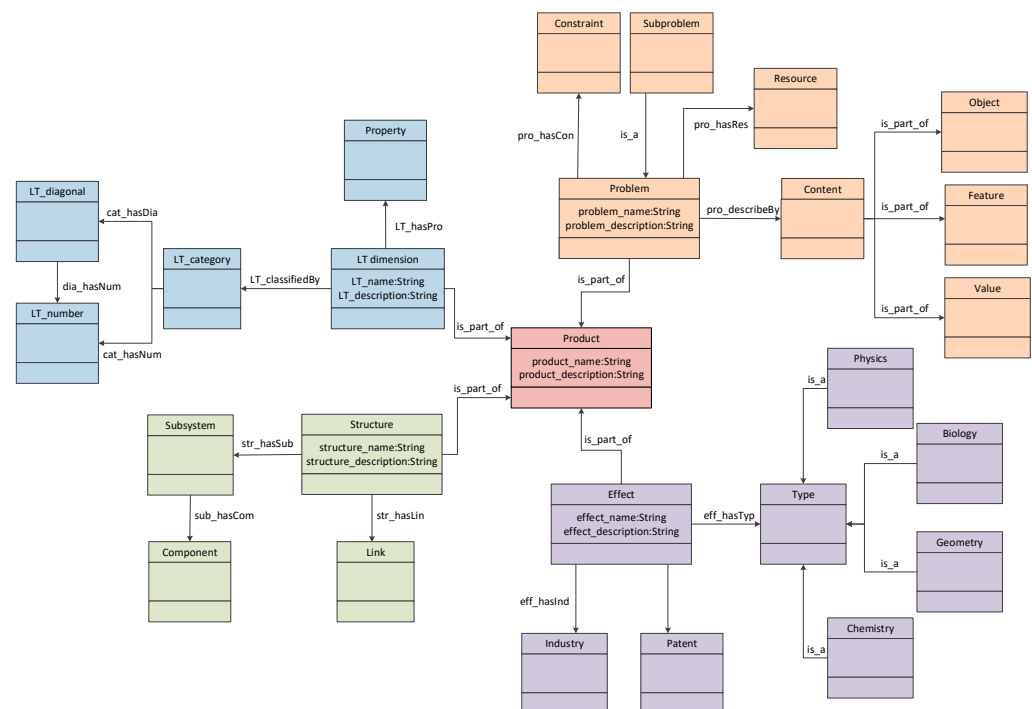 Constraint
Subproblem
Resource
Object
is_part_of
pro_hasCon
is_a
pro_hasRes
Property
LT_diagonal
cat_hasDia
Problem
problem_name:String
problem_description:String
pro_describeBy
Content
is_part_of
Feature
LT_hasPro
LT_category
LT_classifiedBy
LT dimension
LT_name:String
LT_description:String
dia_hasNum
LT_number
cat_hasNum
is_part_of
is_part_of
Value
is_part_of
Product
product_name:String
product_description:String
Physics
is_a
is_part_of
Subsystem
str_hasSub
Structure
structure_name:String
structure_description:String
is_part_of
Biology
is_a
Effect
effect_name:String
effect_description:String
eff_hasTyp
Type
sub_hasCom
str_hasLin
Component
Link
Geometry
is_a
eff_hasInd
Industry
Patent
Chemistry
is_a